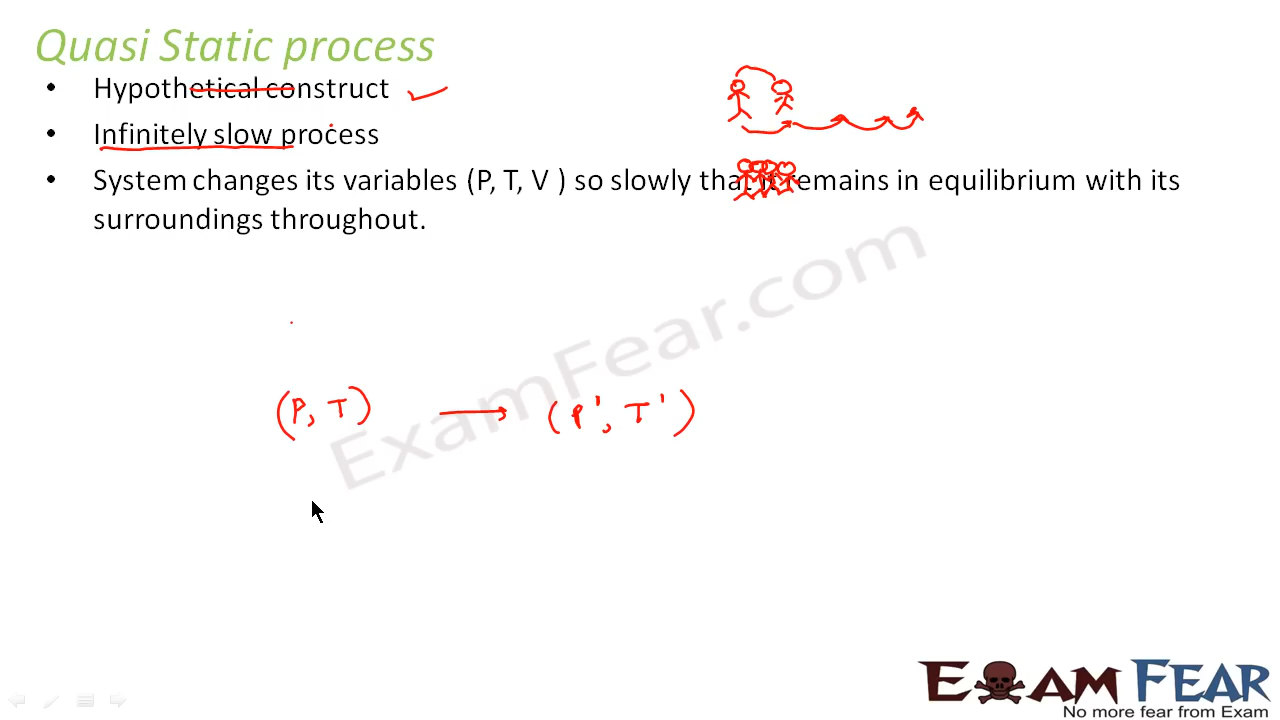 Quasi Static process
• Hypothetical construct
• Infinitely slow process
• System changes its variables (P, T, V ) so slowly that it remains in equilibrium with its
surroundings throughout.
ExamFear.com
(P, T) → (P', T')
EXAM FEAR
No more fear from Exam